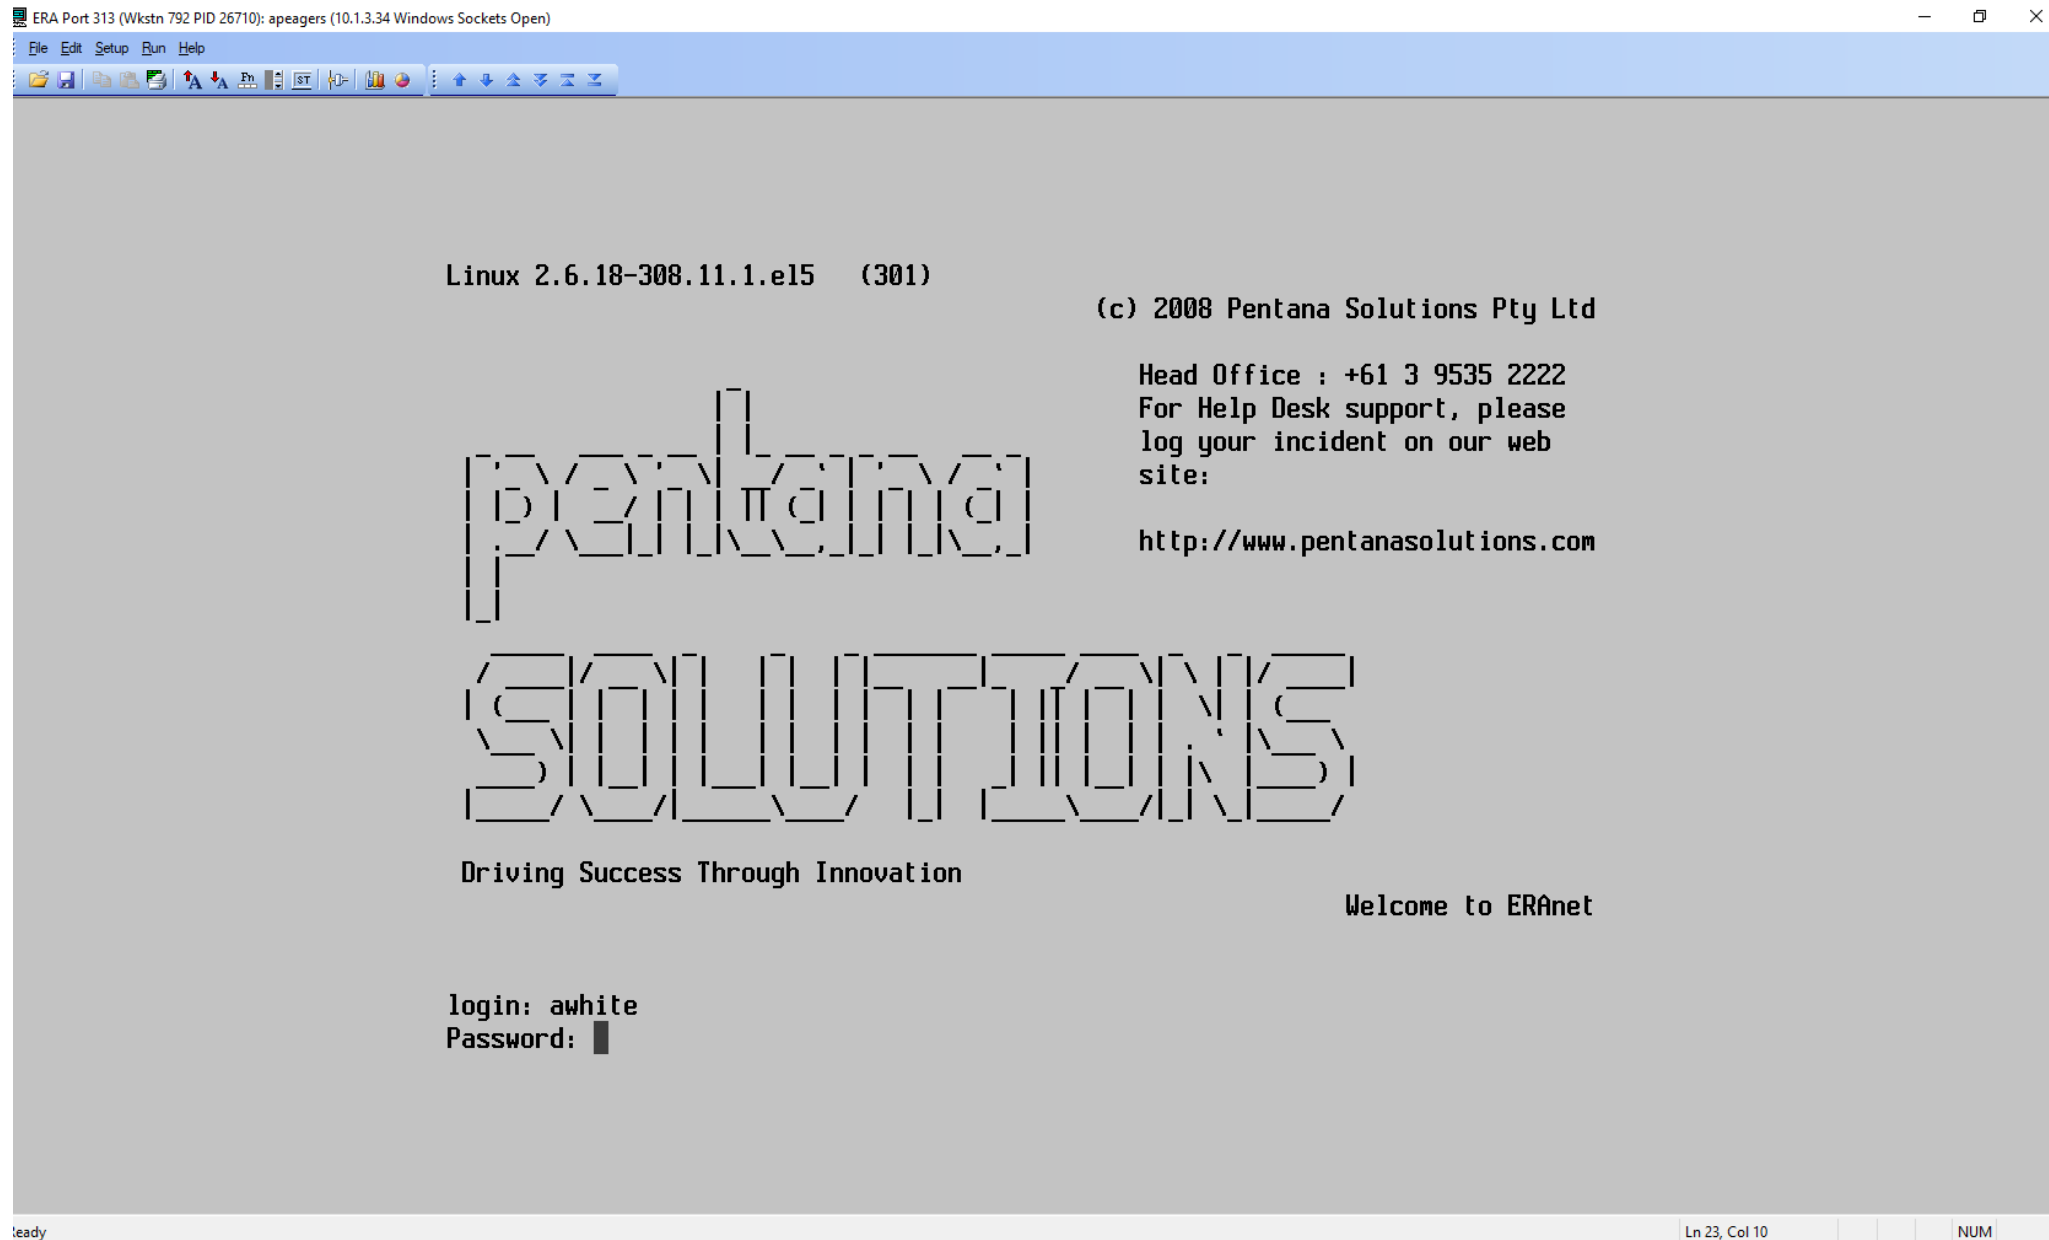 ERA Port 313 (Wkstn 792 PID 26710): apeagers (10.1.3.34 Windows Sockets Open)
File Edit Setup Run Help
Linux 2.6.18-308.11.1.el5 (301)
(c) 2008 Pentana Solutions Pty Ltd
Head Office : +61 3 9535 2222
For Help Desk support, please
log your incident on our web
site:
http://www.pentanasolutions.com
pentana
SOLUTIONS
Driving Success Through Innovation
Welcome to ERAnet
login: awhite
Password:
Ready Ln 23, Col 10 NUM